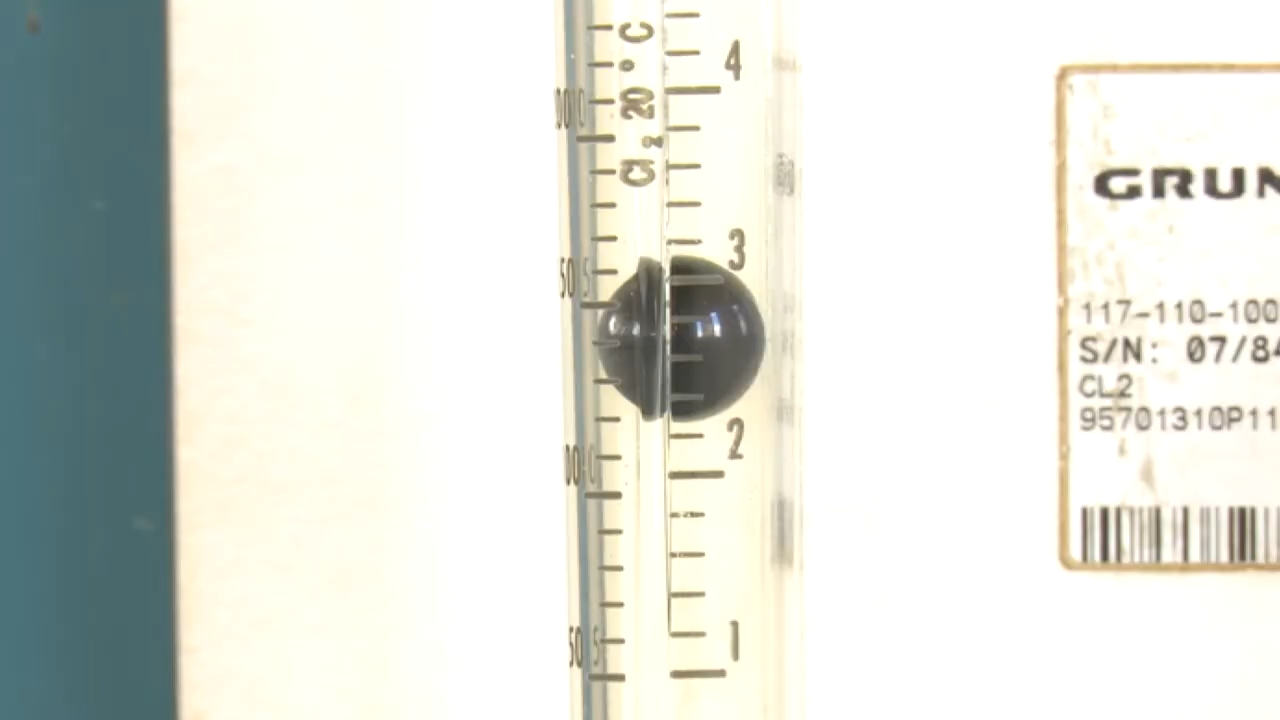 Cl₂ 20 °C
4
3
2
1
GRUN
117-110-100
S/N: 07/84
CL2
95701310P11